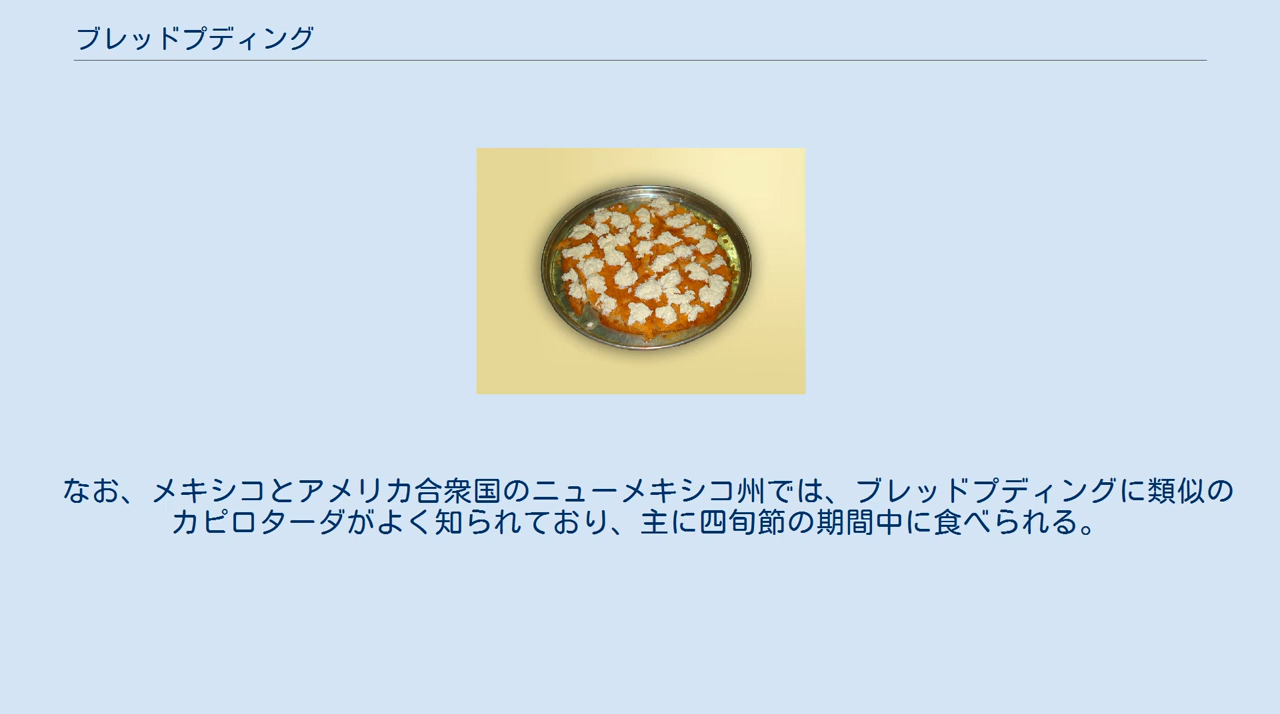 ブレッドプディング
なお、メキシコとアメリカ合衆国のニューメキシコ州では、ブレッドプディングに類似の
カピロターダがよく知られており、主に四旬節の期間中に食べられる。